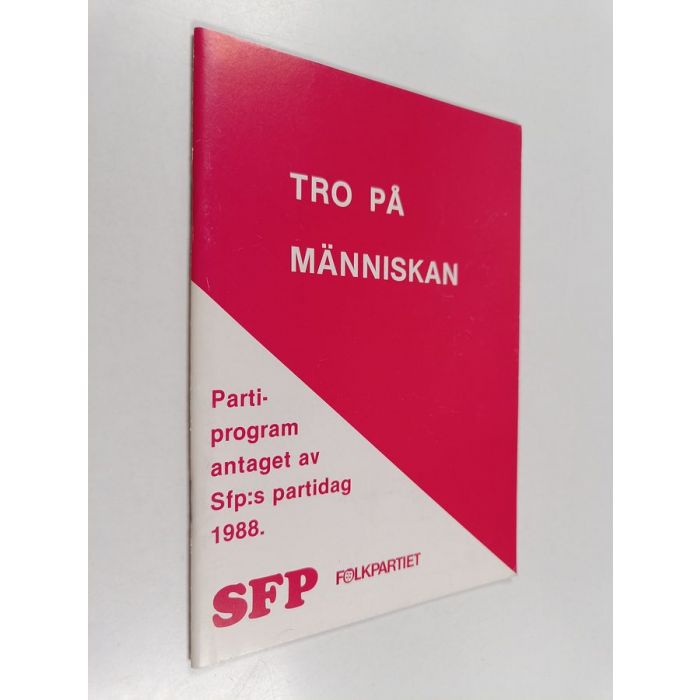 TRO PÅ
MÄNNISKAN
Parti-
program
antaget av
Sfp:s partidag
1988.
SFP FOLKPARTIET